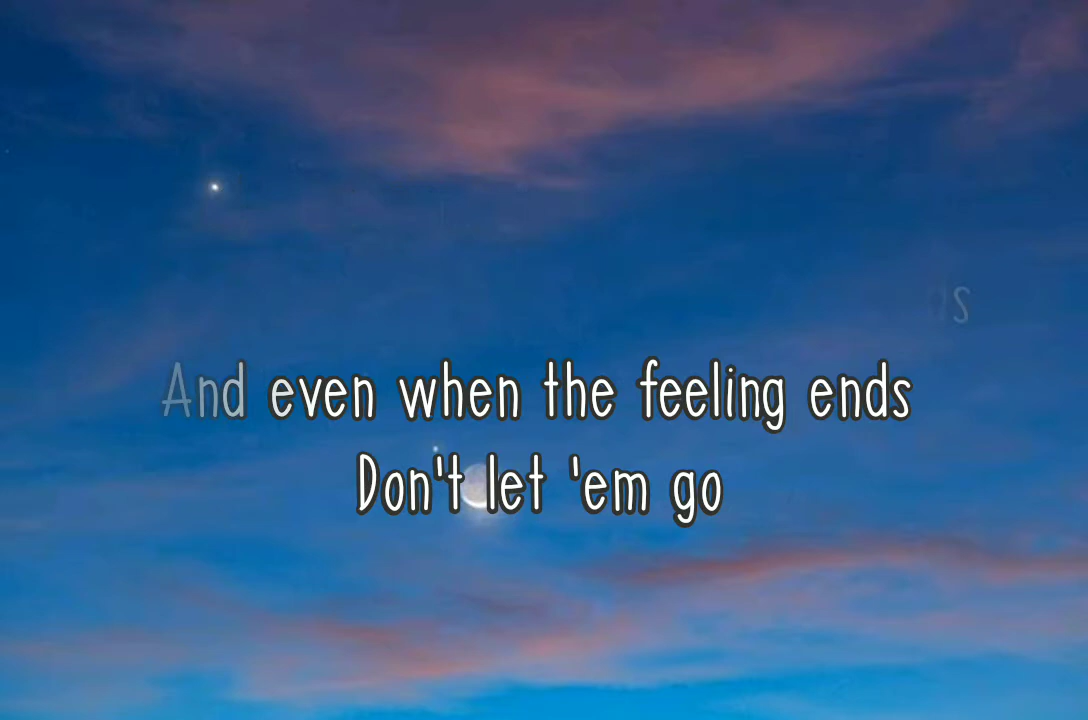 And even when the feeling ends
Don't let 'em go